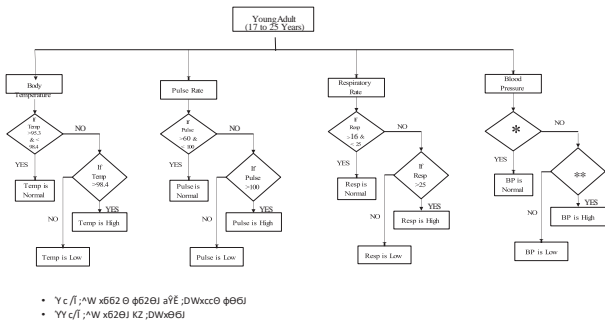 YoungAdult
(17 to 25 Years)
Body
Temperature
Pulse Rate
Respiratory
Rate
Blood
Pressure
If
Temp
>95.3
& <
98.4
NO
YES
Temp is
Normal
If
Temp
>98.4
NO
YES
Temp is High
Temp is Low
If
Pulse
>60 &
< 100
NO
YES
Pulse is
Normal
If
Pulse
>100
NO
YES
Pulse is High
Pulse is Low
If
Resp
>16 &
< 25
NO
YES
Resp is
Normal
If
Resp
>25
NO
YES
Resp is High
Resp is Low
*
NO
YES
BP is
Normal
**
NO
YES
BP is High
BP is Low